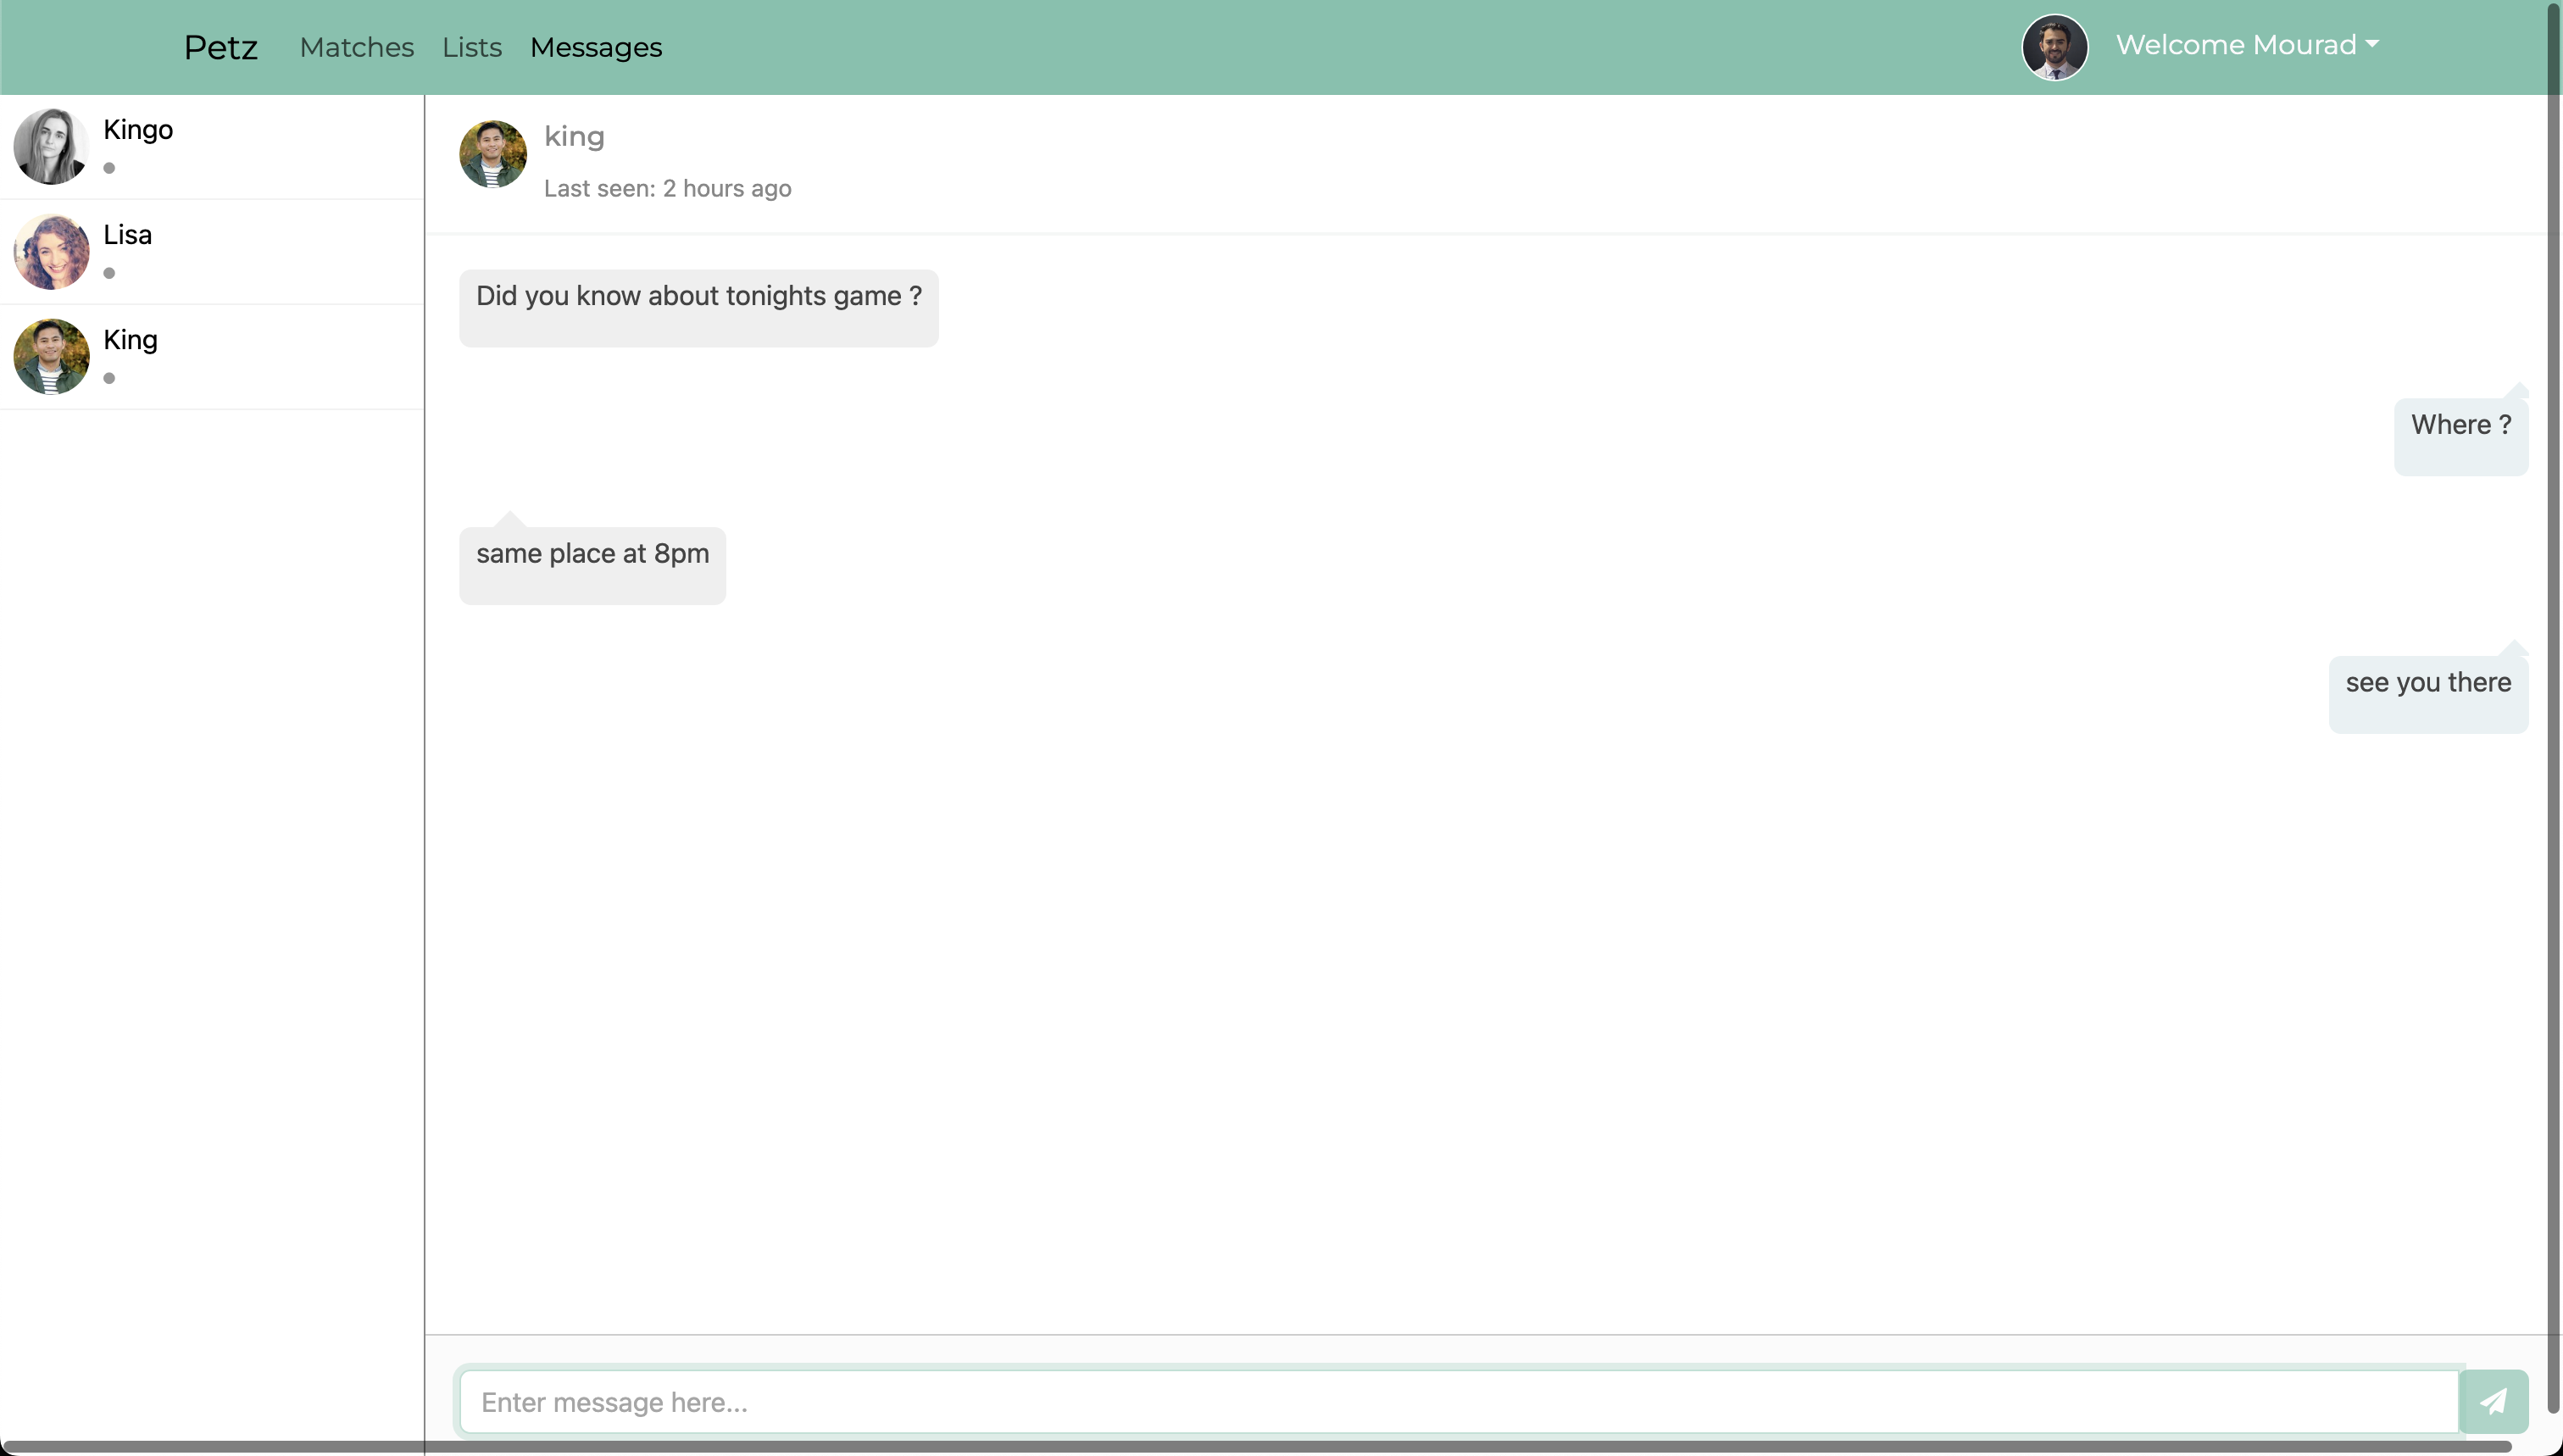 Petz Matches Lists Messages Welcome Mourad
Kingo
Lisa
King
king
Last seen: 2 hours ago
Did you know about tonights game ?
Where ?
same place at 8pm
see you there
Enter message here...